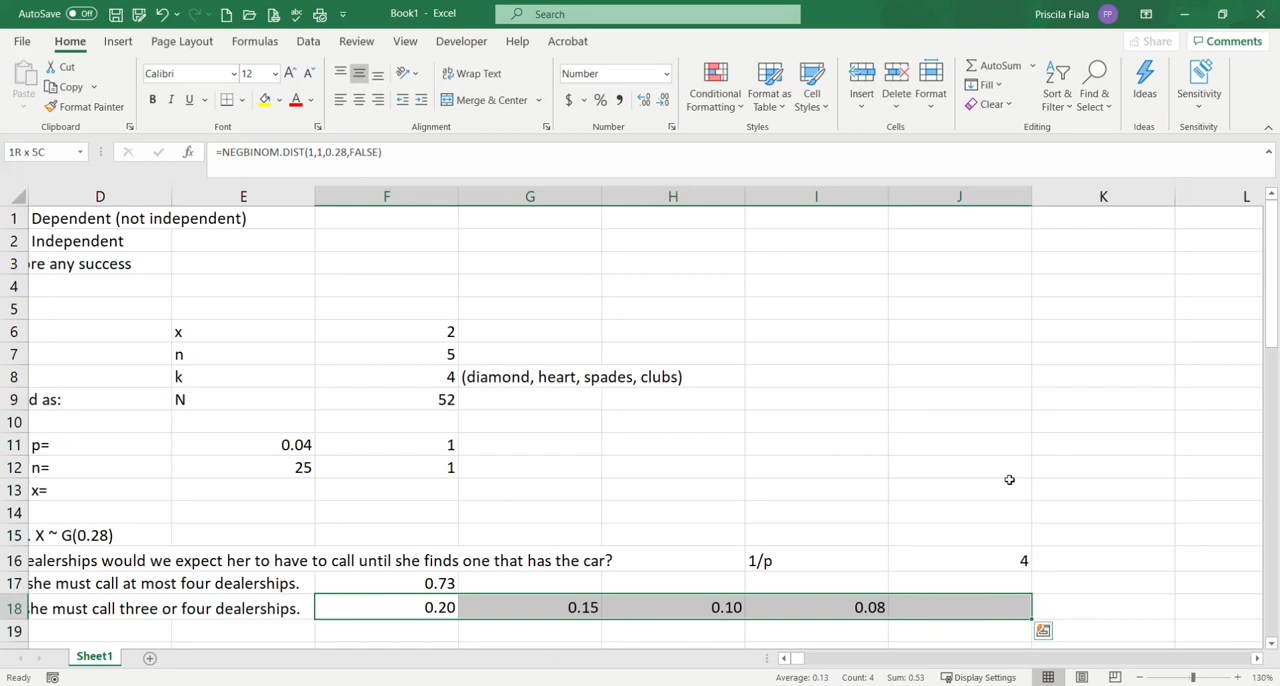 AutoSave Off Book1 - Excel Search Priscila Fiala PF
File Home Insert Page Layout Formulas Data Review View Developer Help Acrobat Share Comments
Paste Cut Copy Format Painter
Calibri 12 A A B I U A
Wrap Text Merge & Center
Number $ % 9
Conditional Formatting Format as Table Cell Styles
Insert Delete Format
AutoSum Fill Clear Sort & Filter Find & Select
Ideas Sensitivity
Clipboard Font Alignment Number Styles Cells Editing Ideas Sensitivity
1R x 5C fx =NEGBINOM.DIST(1,1,0.28,FALSE)
D E F G H I J K L
1 Dependent (not independent)
2 Independent
3 ore any success
4
5
6 x 2
7 n 5
8 k 4 (diamond, heart, spades, clubs)
9 d as: N 52
10
11 p= 0.04 1
12 n= 25 1
13 x=
14
15 . X ~ G(0.28)
16 ealerships would we expect her to have to call until she finds one that has the car? 1/p 4
17 she must call at most four dealerships. 0.73
18 she must call three or four dealerships. 0.20 0.15 0.10 0.08
19
Sheet1
Ready Average: 0.13 Count: 4 Sum: 0.53 Display Settings 130%